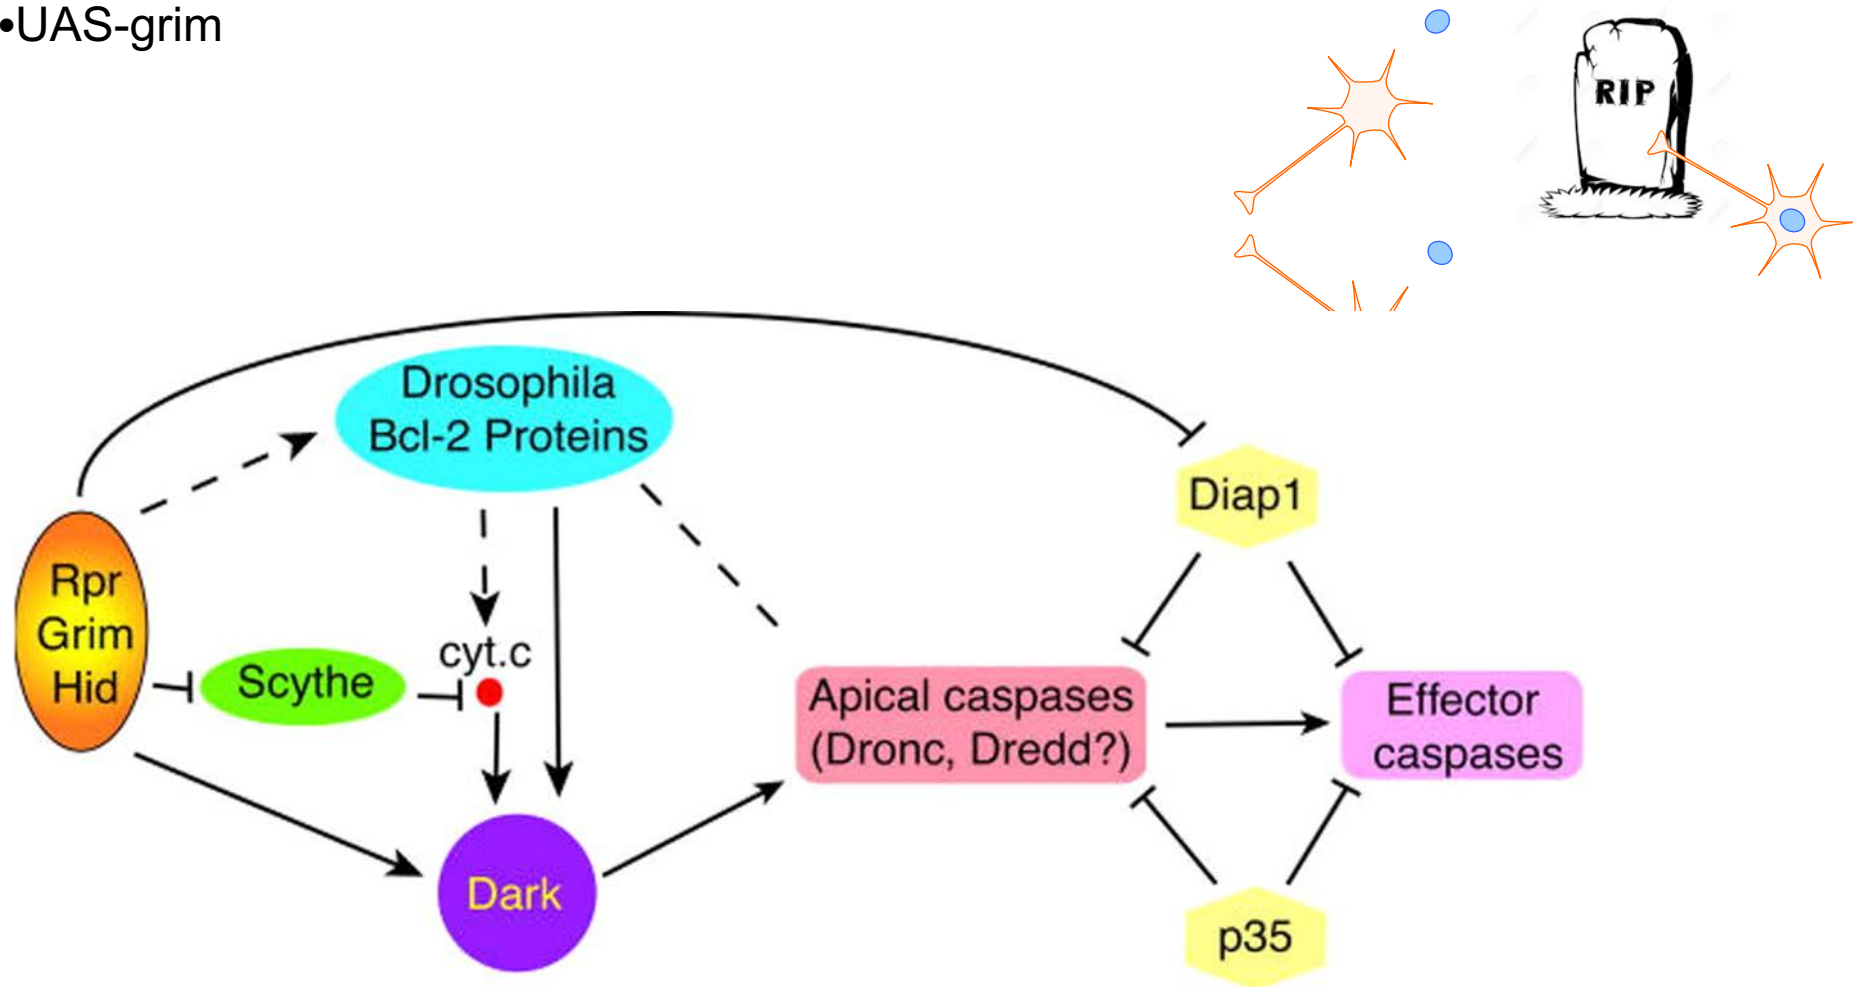 •UAS-grim
RIP
Drosophila
Bcl-2 Proteins
Diap1
Rpr
Grim
Hid
Scythe
cyt.c
Apical caspases
(Dronc, Dredd?)
Effector
caspases
Dark
p35